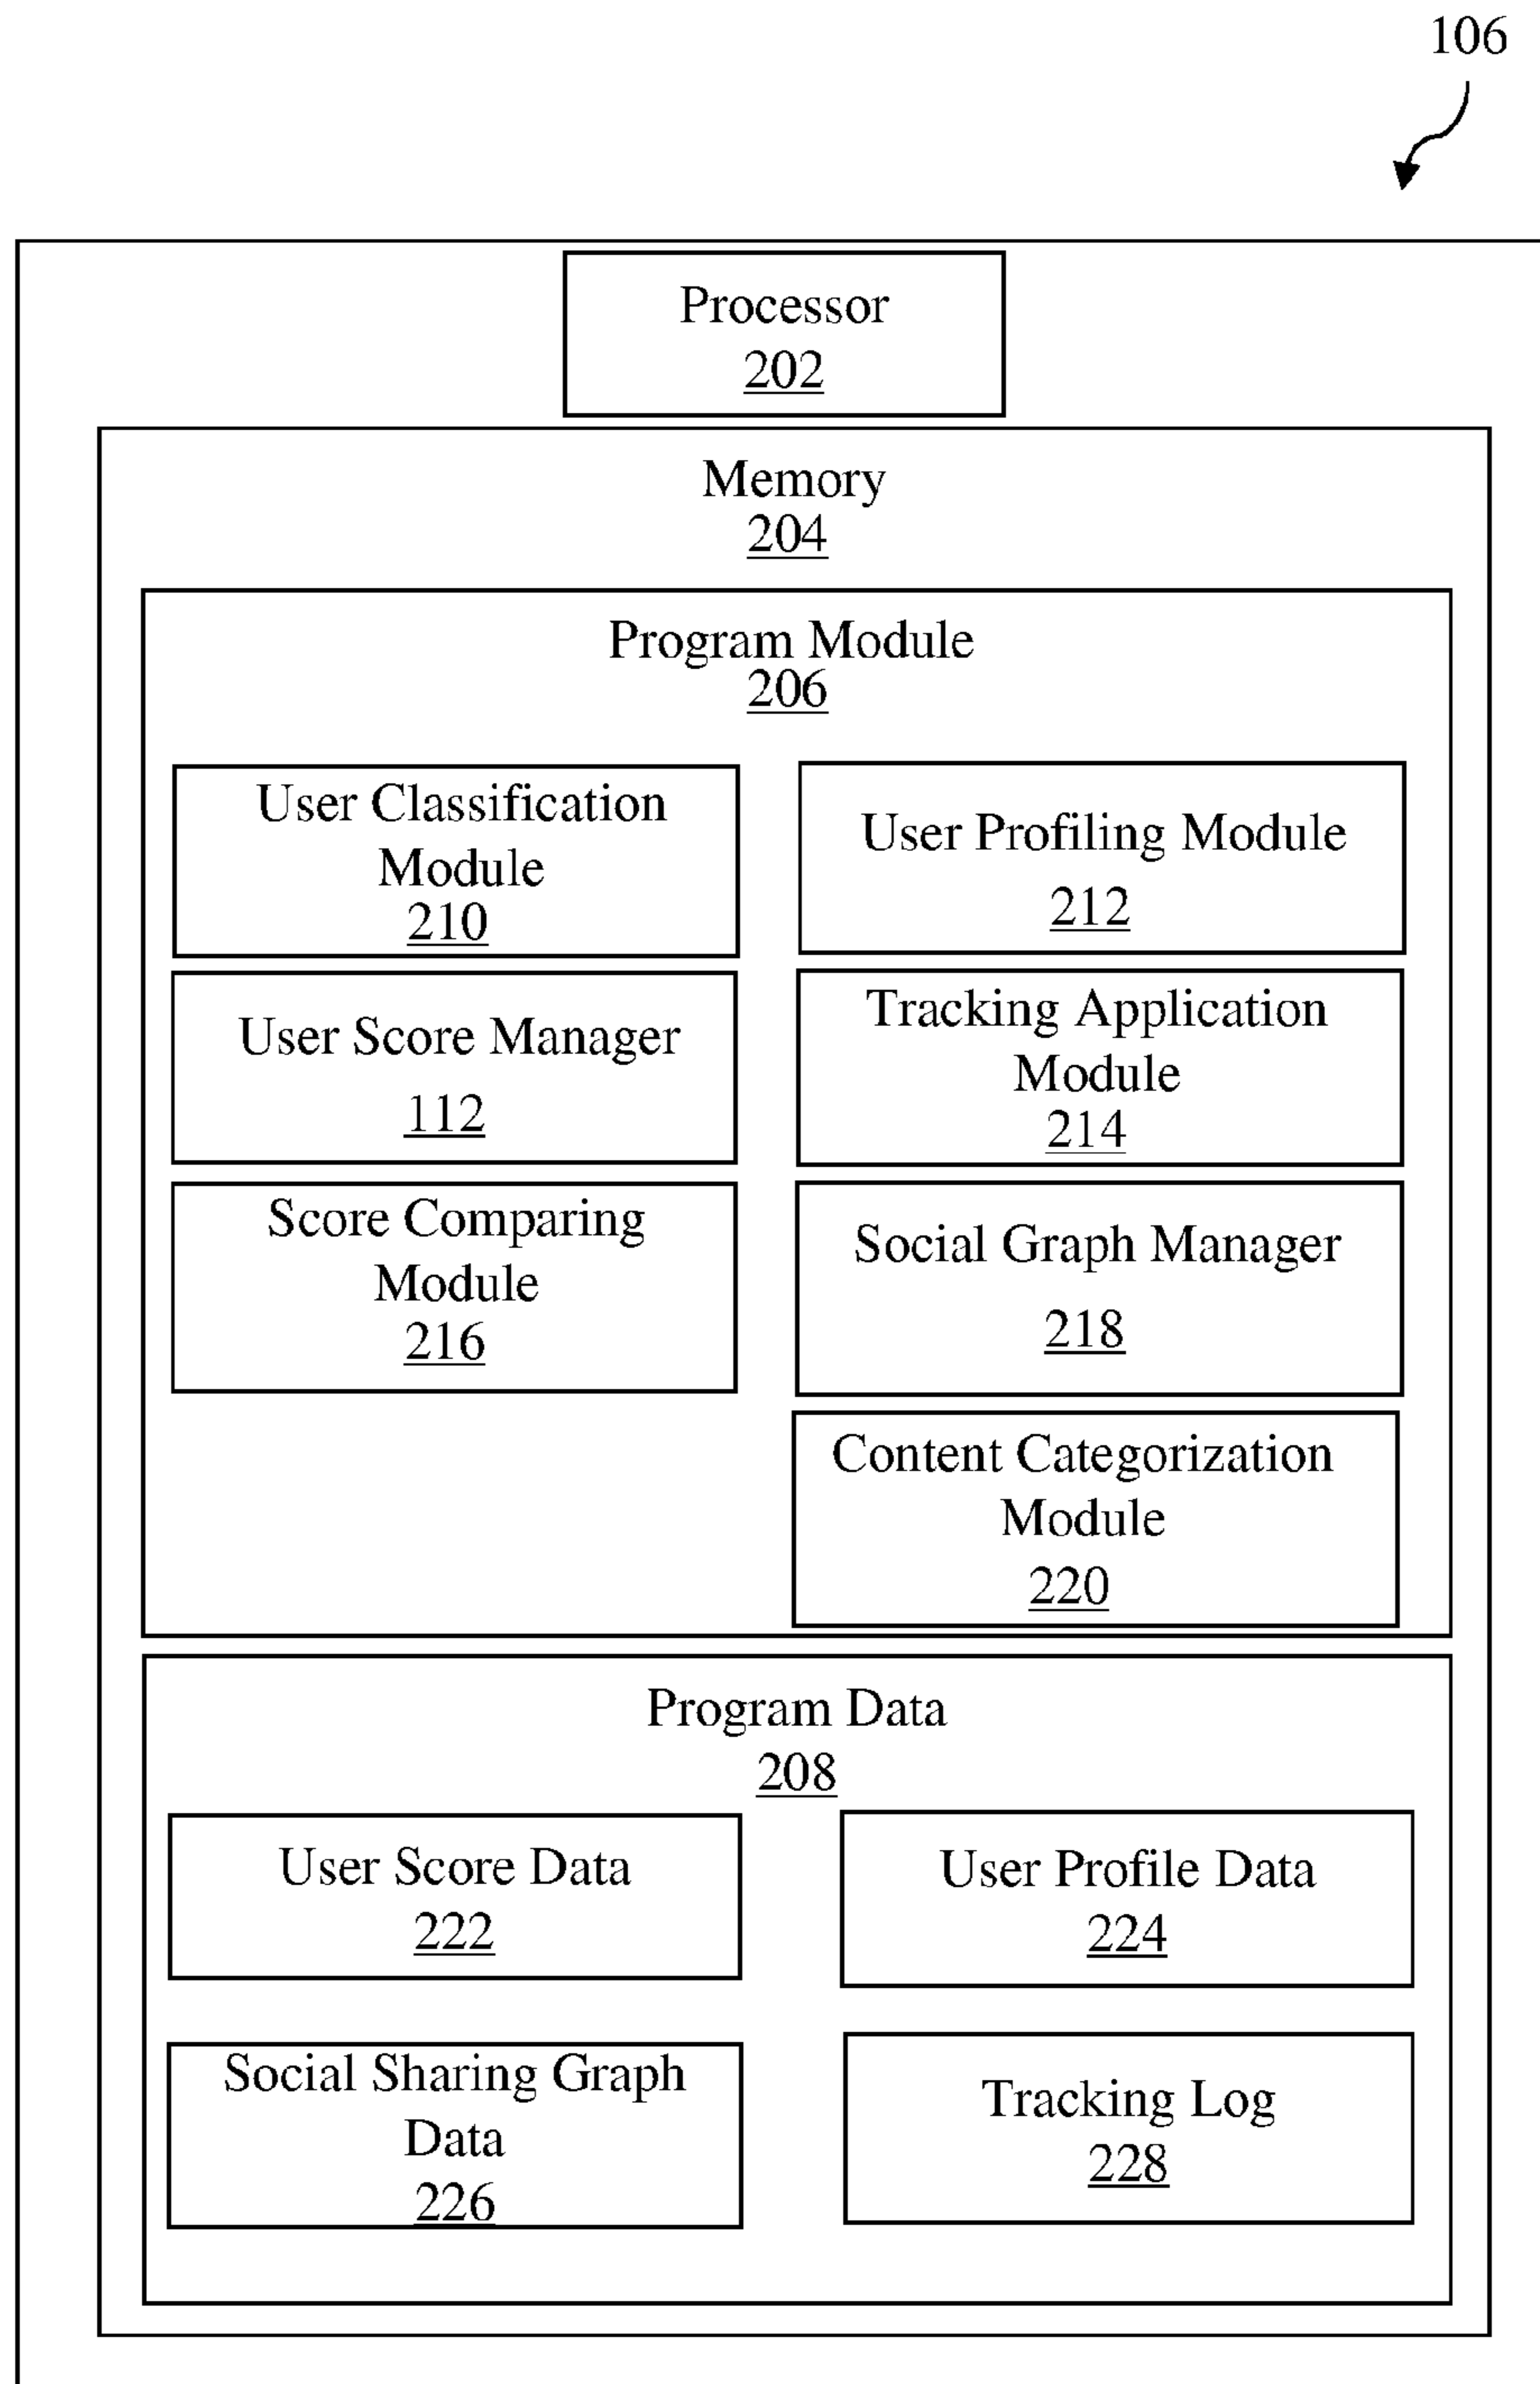 106
Processor
202
Memory
204
Program Module
206
User Classification
Module
210
User Profiling Module
212
User Score Manager
112
Tracking Application
Module
214
Score Comparing
Module
216
Social Graph Manager
218
Content Categorization
Module
220
Program Data
208
User Score Data
222
User Profile Data
224
Social Sharing Graph
Data
226
Tracking Log
228